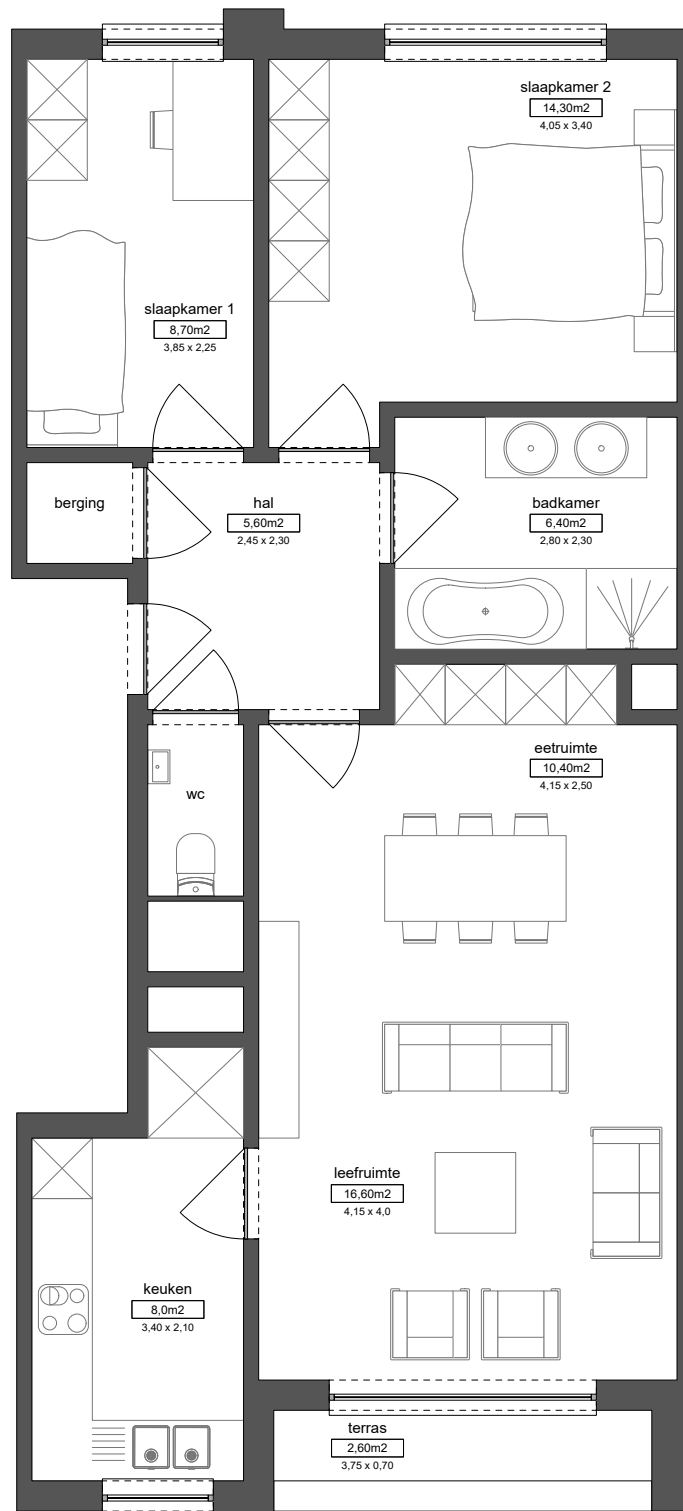 slaapkamer 2
14,30m2
4,05 x 3,40
slaapkamer 1
8,70m2
3,85 x 2,25
berging
hal
5,60m2
2,45 x 2,30
badkamer
6,40m2
2,80 x 2,30
eetruimte
10,40m2
4,15 x 2,50
wc
leefruimte
16,60m2
4,15 x 4,0
keuken
8,0m2
3,40 x 2,10
terras
2,60m2
3,75 x 0,70